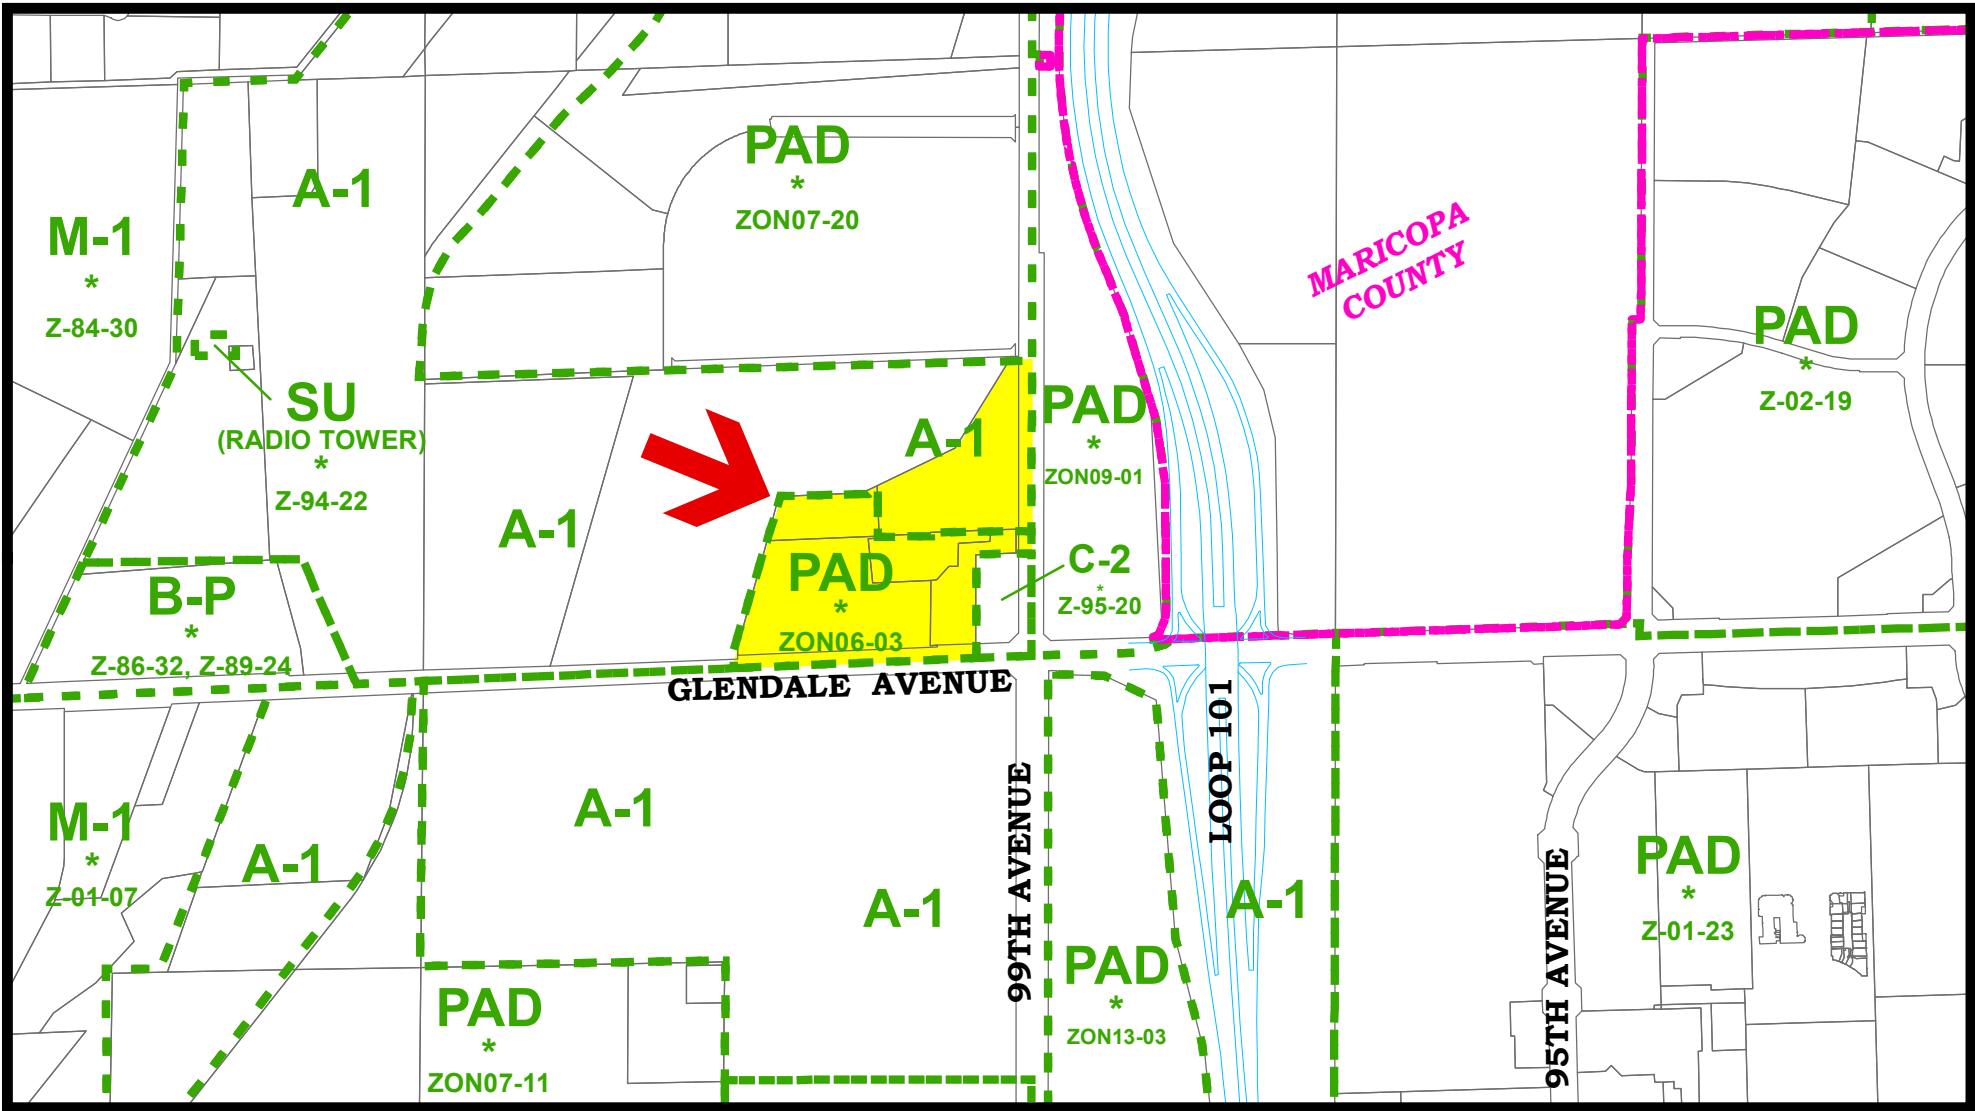 PAD
*
ZON07-20
A-1
M-1
*
Z-84-30
MARICOPA
COUNTY
PAD
*
Z-02-19
SU
(RADIO TOWER)
*
Z-94-22
A-1
PAD
*
ZON09-01
A-1
C-2
*
Z-95-20
PAD
*
ZON06-03
B-P
*
Z-86-32, Z-89-24
GLENDALE AVENUE
LOOP 101
99TH AVENUE
95TH AVENUE
M-1
*
Z-01-07
A-1
A-1
A-1
A-1
PAD
*
Z-01-23
PAD
*
ZON13-03
PAD
*
ZON07-11